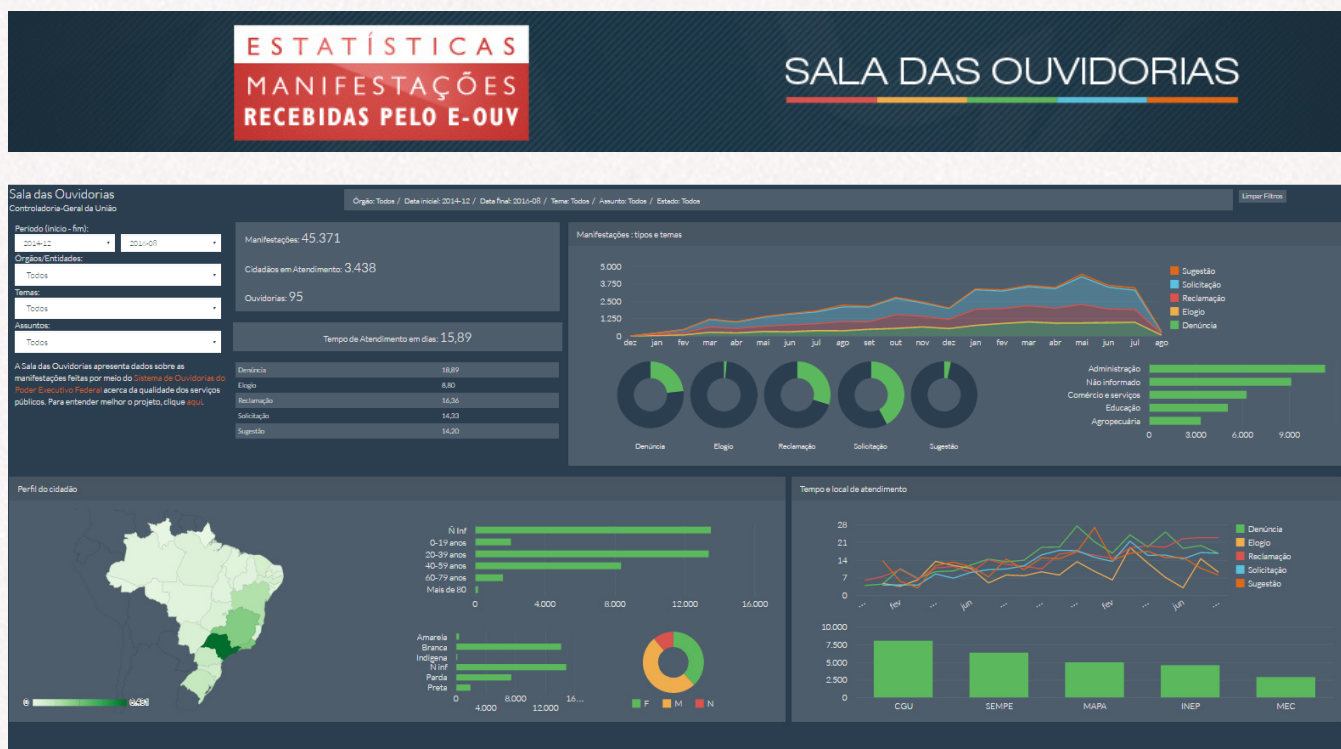 ESTATÍSTICAS
MANIFESTAÇÕES
RECEBIDAS PELO E-OUV
SALA DAS OUVIDORIAS
Sala das Ouvidorias
Controladoria-Geral da União
Órgão: Todos / Data inicial: 2014-12 / Data final: 2016-08 / Tema: Todos / Assunto: Todos / Estado: Todos
Limpar Filtros
Período (início - fim):
2014-12
2016-08
Órgãos/Entidades:
Todos
Temas:
Todos
Assuntos:
Todos
A Sala das Ouvidorias apresenta dados sobre as
manifestações feitas por meio do Sistema de Ouvidorias do
Poder Executivo Federal acerca da qualidade dos serviços
públicos. Para entender melhor o projeto, clique aqui.
Manifestações: 45.371
Cidadãos em Atendimento: 3.438
Ouvidorias: 95
Tempo de Atendimento em dias: 15,89
Denúncia 18,89
Elogio 8,80
Reclamação 16,36
Solicitação 14,33
Sugestão 14,20
Manifestações : tipos e temas
5.000
3.750
2.500
1.250
0
dez jan fev mar abr mai jun jul ago set out nov dez jan fev mar abr mai jun jul ago
Sugestão
Solicitação
Reclamação
Elogio
Denúncia
Denúncia Elogio Reclamação Solicitação Sugestão
Administração
Não informado
Comércio e serviços
Educação
Agropecuária
0 3.000 6.000 9.000
Perfil do cidadão
0
Ñ Inf
0-19 anos
20-39 anos
40-59 anos
60-79 anos
Mais de 80
0 4.000 8.000 12.000 16.000
Amarela
Branca
Indígena
Ñ inf
Parda
Preta
0 8.000 16...
4.000 12.000
F M N
Tempo e local de atendimento
28
21
14
7
0
... fev ... jun ... ... fev ... jun ...
Denúncia
Elogio
Reclamação
Solicitação
Sugestão
10.000
7.500
5.000
2.500
0
CGU SEMPE MAPA INEP MEC